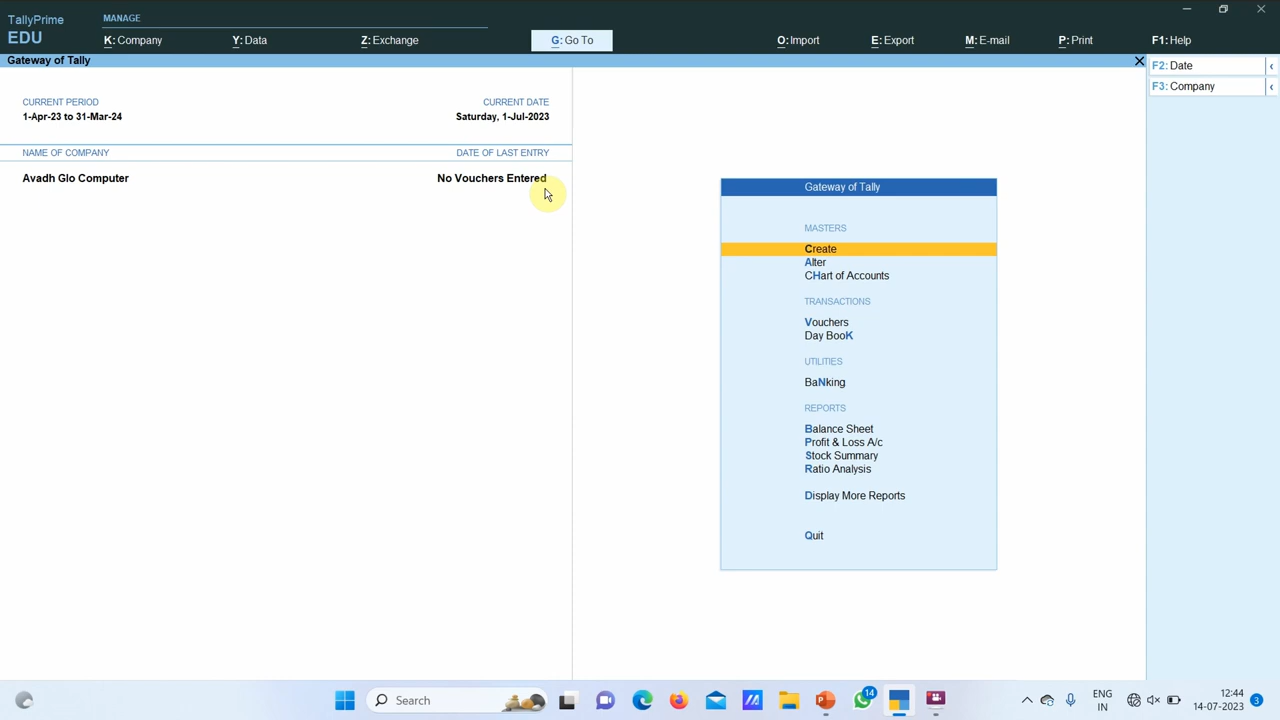 TallyPrime
EDU
MANAGE
K: Company
Y: Data
Z: Exchange
G: Go To
O: Import
E: Export
M: E-mail
P: Print
F1: Help
Gateway of Tally
F2: Date
F3: Company
CURRENT PERIOD
CURRENT DATE
1-Apr-23 to 31-Mar-24
Saturday, 1-Jul-2023
NAME OF COMPANY
DATE OF LAST ENTRY
Avadh Glo Computer
No Vouchers Entered
Gateway of Tally
MASTERS
Create
Alter
CHart of Accounts
TRANSACTIONS
Vouchers
Day BooK
UTILITIES
BaNking
REPORTS
Balance Sheet
Profit & Loss A/c
Stock Summary
Ratio Analysis
Display More Reports
Quit
Search
14
ENG
IN
12:44
14-07-2023
3